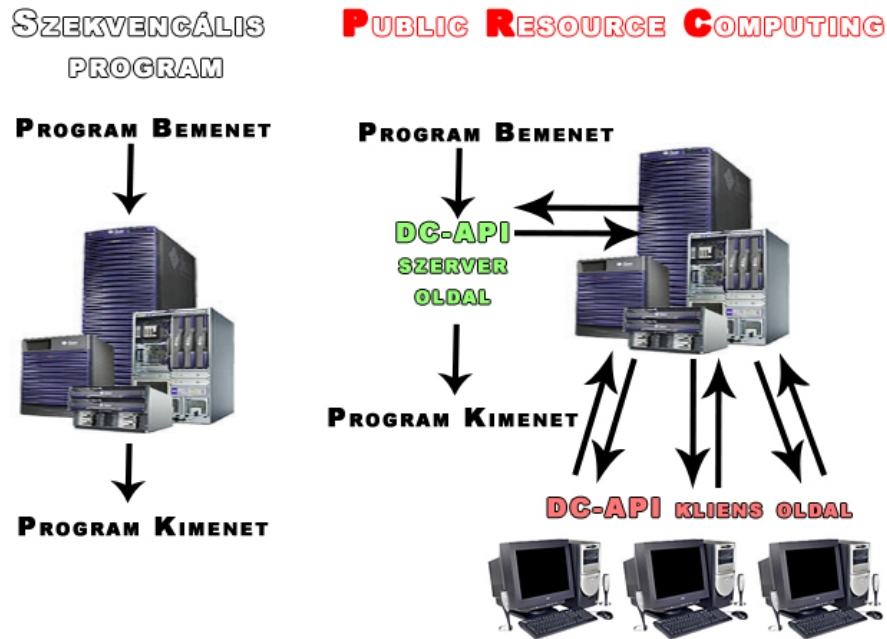 Szekvencális
program
Program Bemenet
Program Kimenet
Public Resource Computing
Program Bemenet
DC-API
szerver
oldal
Program Kimenet
DC-API kliens oldal